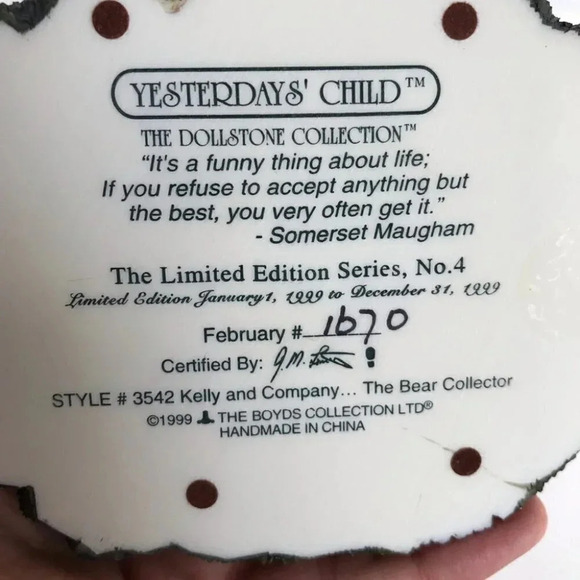 YESTERDAYS' CHILD™
THE DOLLSTONE COLLECTION™
“It's a funny thing about life;
If you refuse to accept anything but
the best, you very often get it.”
- Somerset Maugham
The Limited Edition Series, No.4
Limited Edition January 1, 1999 to December 31, 1999
February # 1670
Certified By:
STYLE # 3542 Kelly and Company... The Bear Collector
©1999 THE BOYDS COLLECTION LTD®
HANDMADE IN CHINA